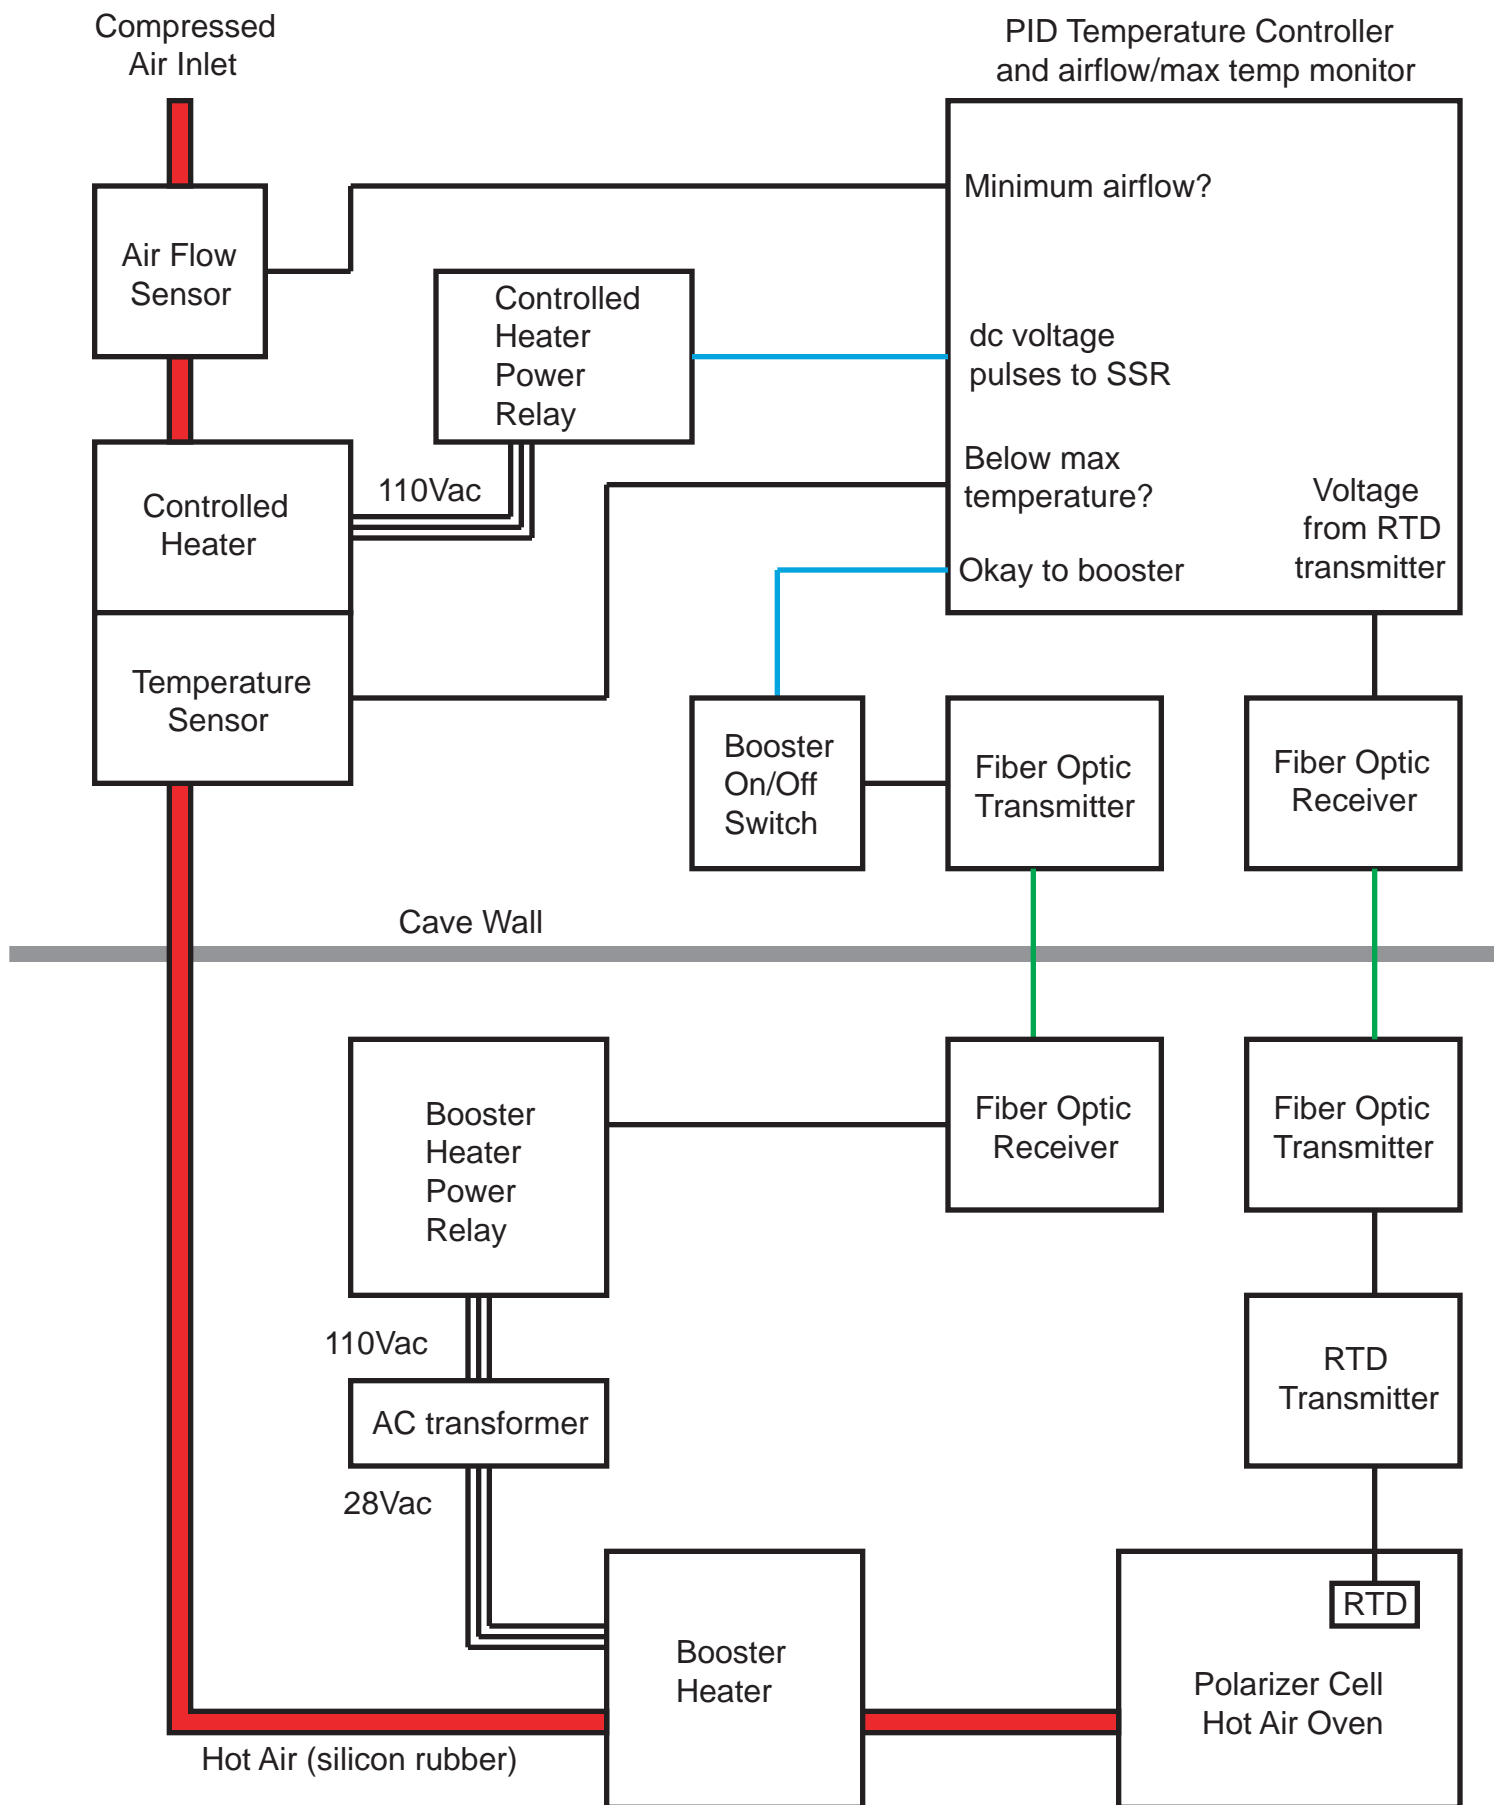 Compressed
Air Inlet
PID Temperature Controller
and airflow/max temp monitor
Minimum airflow?
Air Flow
Sensor
Controlled
Heater
Power
Relay
dc voltage
pulses to SSR
Below max
temperature?
Voltage
from RTD
transmitter
110Vac
Controlled
Heater
Okay to booster
Temperature
Sensor
Booster
On/Off
Switch
Fiber Optic
Transmitter
Fiber Optic
Receiver
Cave Wall
Booster
Heater
Power
Relay
Fiber Optic
Receiver
Fiber Optic
Transmitter
110Vac
RTD
Transmitter
AC transformer
28Vac
RTD
Booster
Heater
Polarizer Cell
Hot Air Oven
Hot Air (silicon rubber)